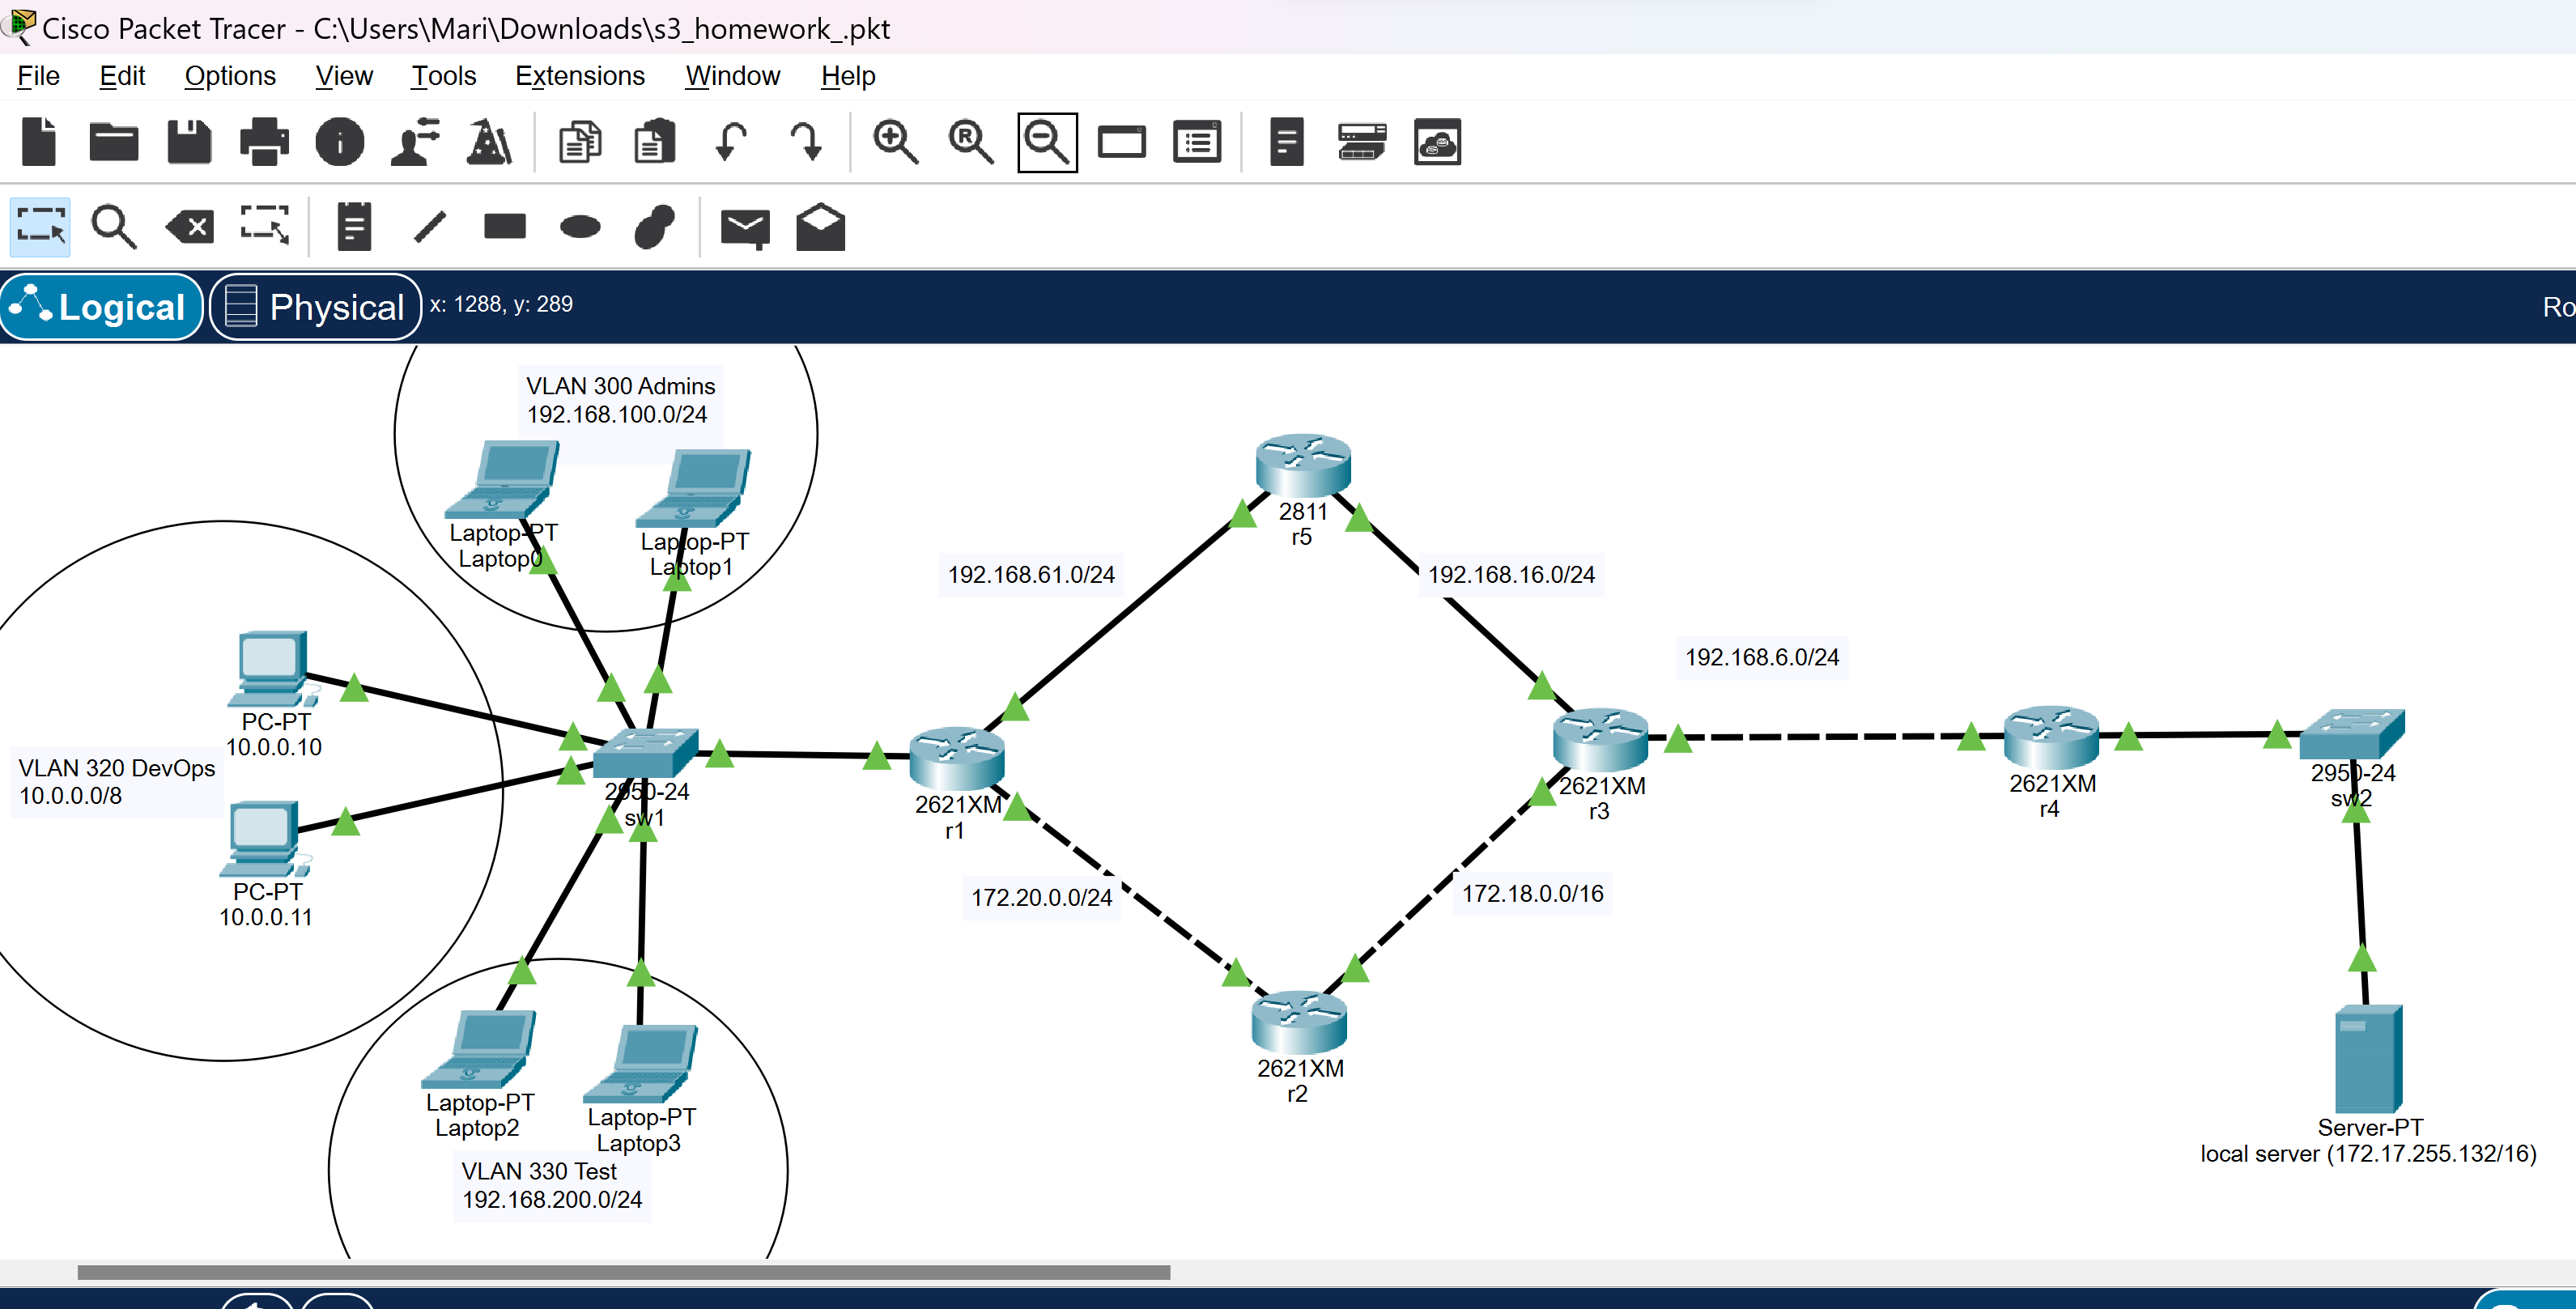 Cisco Packet Tracer - C:\Users\Mari\Downloads\s3_homework_.pkt
File Edit Options View Tools Extensions Window Help
Logical Physical x: 1288, y: 289
VLAN 300 Admins
192.168.100.0/24
Laptop-PT
Laptop0
Laptop-PT
Laptop1
2811
r5
192.168.61.0/24
192.168.16.0/24
192.168.6.0/24
PC-PT
10.0.0.10
VLAN 320 DevOps
10.0.0.0/8
2950-24
sw1
2621XM
r1
2621XM
r3
2621XM
r4
2950-24
sw2
PC-PT
10.0.0.11
172.20.0.0/24
172.18.0.0/16
2621XM
r2
Laptop-PT
Laptop2
Laptop-PT
Laptop3
VLAN 330 Test
192.168.200.0/24
Server-PT
local server (172.17.255.132/16)